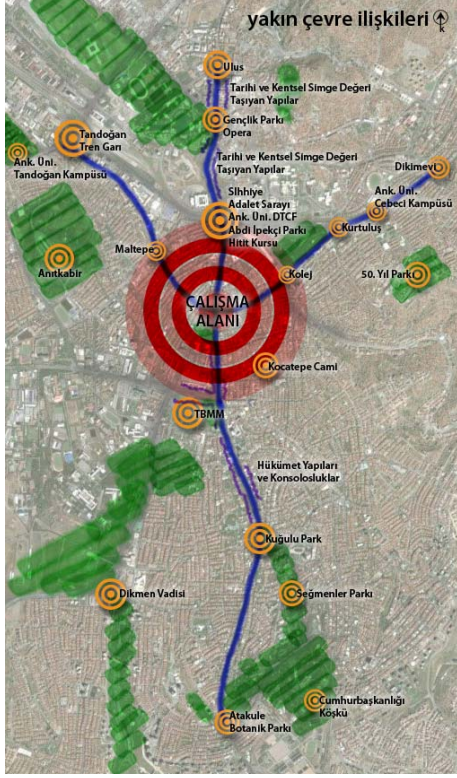 yakın çevre ilişkileri
K
Ulus
Tarihi ve Kentsel Simge Değeri
Taşıyan Yapılar
Gençlik Parkı
Opera
Tandoğan
Tren Garı
Ank. Üni.
Tandoğan Kampüsü
Tarihi ve Kentsel Simge Değeri
Taşıyan Yapılar
Dikimevi
Sıhhiye
Adalet Sarayı
Ank. Üni. DTCF
Abdi İpekçi Parkı
Hitit Kursu
Ank. Üni.
Cebeci Kampüsü
Kurtuluş
Maltepe
Anıtkabir
Kolej
50. Yıl Parkı
ÇALIŞMA
ALANI
Kocatepe Cami
TBMM
Hükümet Yapıları
ve Konsolosluklar
Kuğulu Park
Dikmen Vadisi
Seğmenler Parkı
Cumhurbaşkanlığı
Köşkü
Atakule
Botanik Parkı